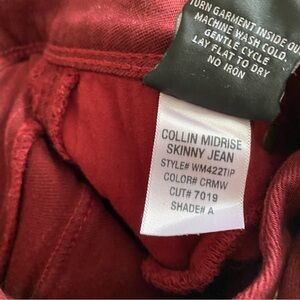 TURN GARMENT INSIDE OU
MACHINE WASH COLD.
GENTLE CYCLE
LAY FLAT TO DRY
NO IRON
COLLIN MIDRISE
SKINNY JEAN
STYLE# WM422TIP
COLOR# CRMW
CUT# 7019
SHADE# A